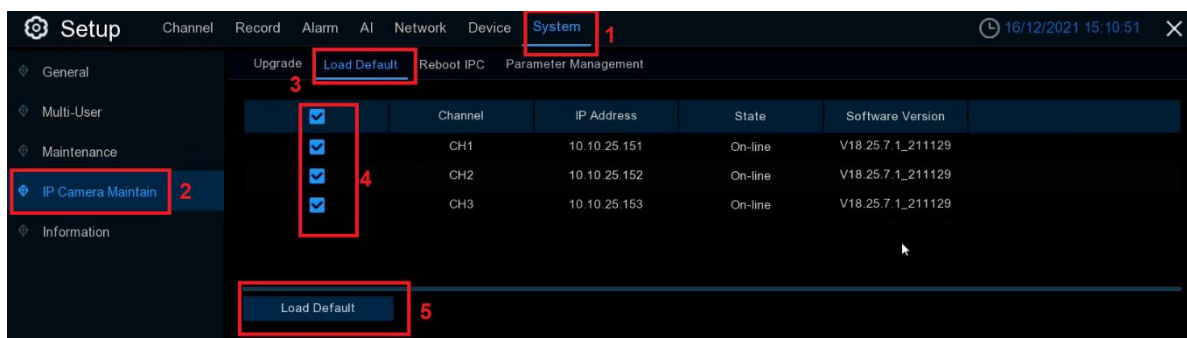 Setup Channel Record Alarm AI Network Device System 1 16/12/2021 15:10:51
General
Upgrade Load Default Reboot IPC Parameter Management
3
Multi-User
Channel IP Address State Software Version
Maintenance
CH1 10.10.25.151 On-line V18.25.7.1_211129
4
CH2 10.10.25.152 On-line V18.25.7.1_211129
IP Camera Maintain 2
CH3 10.10.25.153 On-line V18.25.7.1_211129
Information
Load Default 5